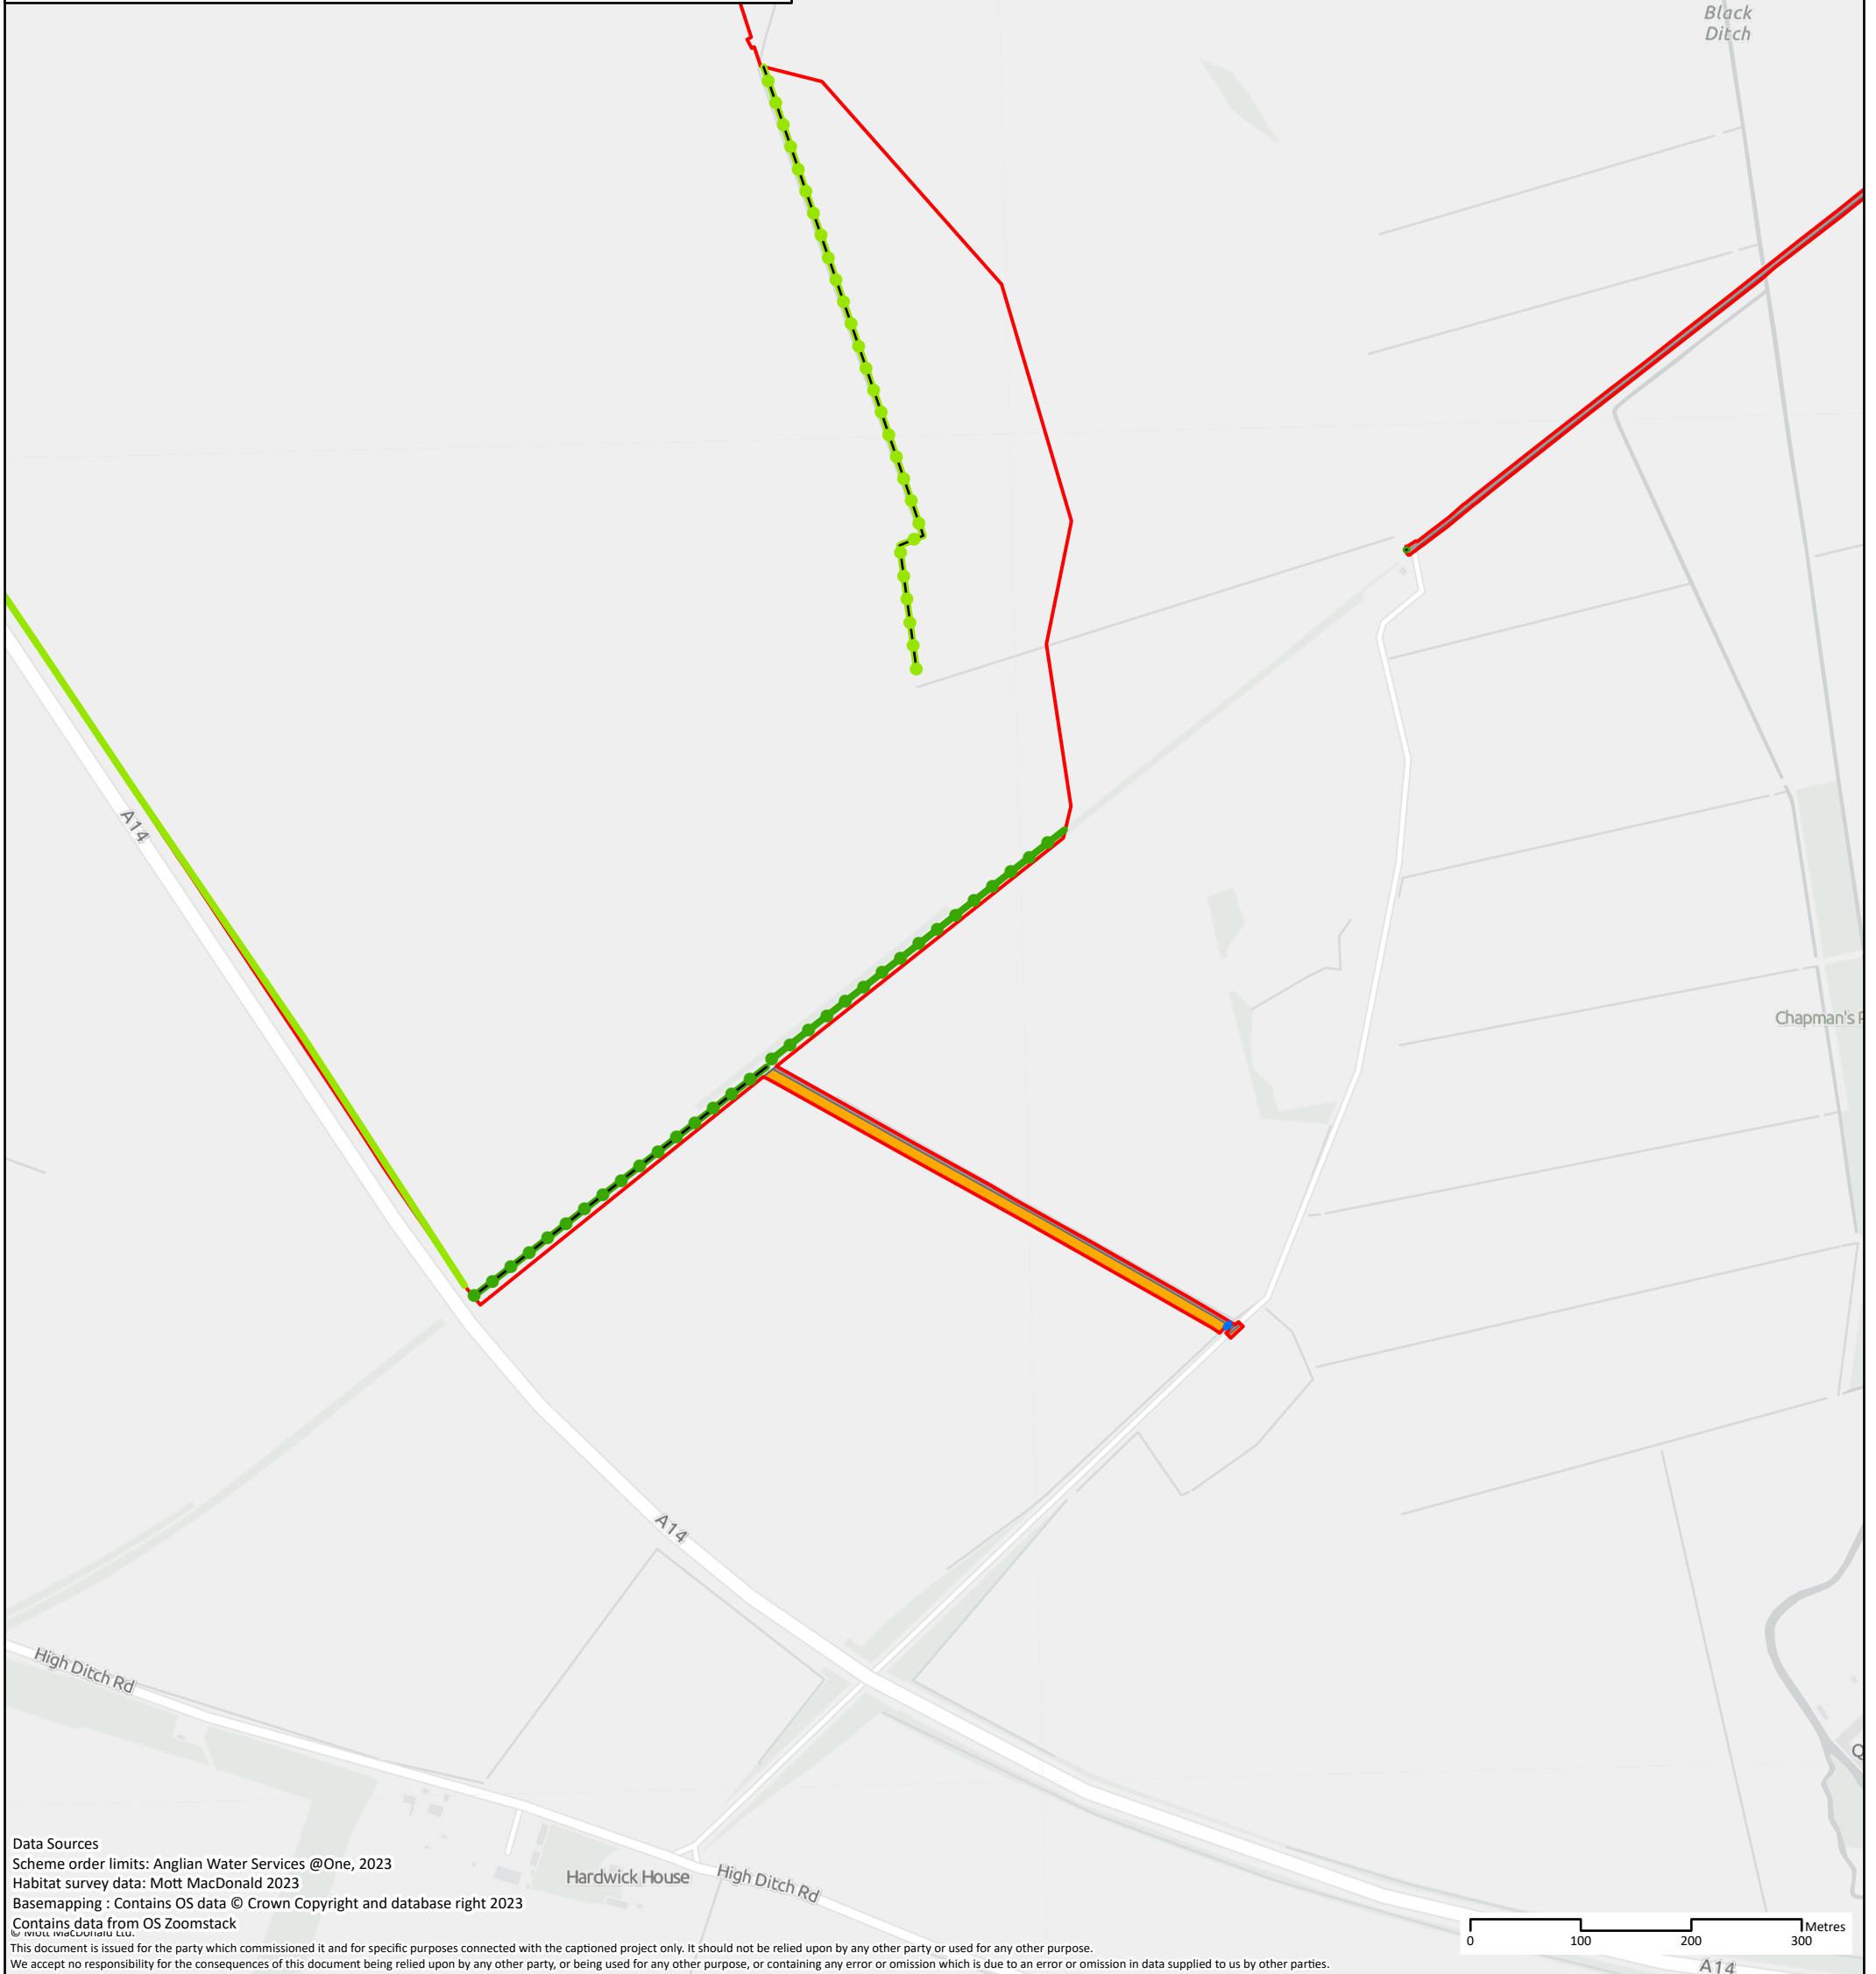 Black
Ditch
A14
Chapman's
A14
High Ditch Rd
Hardwick House
High Ditch Rd
Data Sources
Scheme order limits: Anglian Water Services @One, 2023
Habitat survey data: Mott MacDonald 2023
Basemapping : Contains OS data © Crown Copyright and database right 2023
Contains data from OS Zoomstack
© Mott MacDonald Ltd.
This document is issued for the party which commissioned it and for specific purposes connected with the captioned project only. It should not be relied upon by any other party or used for any other purpose.
We accept no responsibility for the consequences of this document being relied upon by any other party, or being used for any other purpose, or containing any error or omission which is due to an error or omission in data supplied to us by other parties.
Metres
0 100 200 300
A14